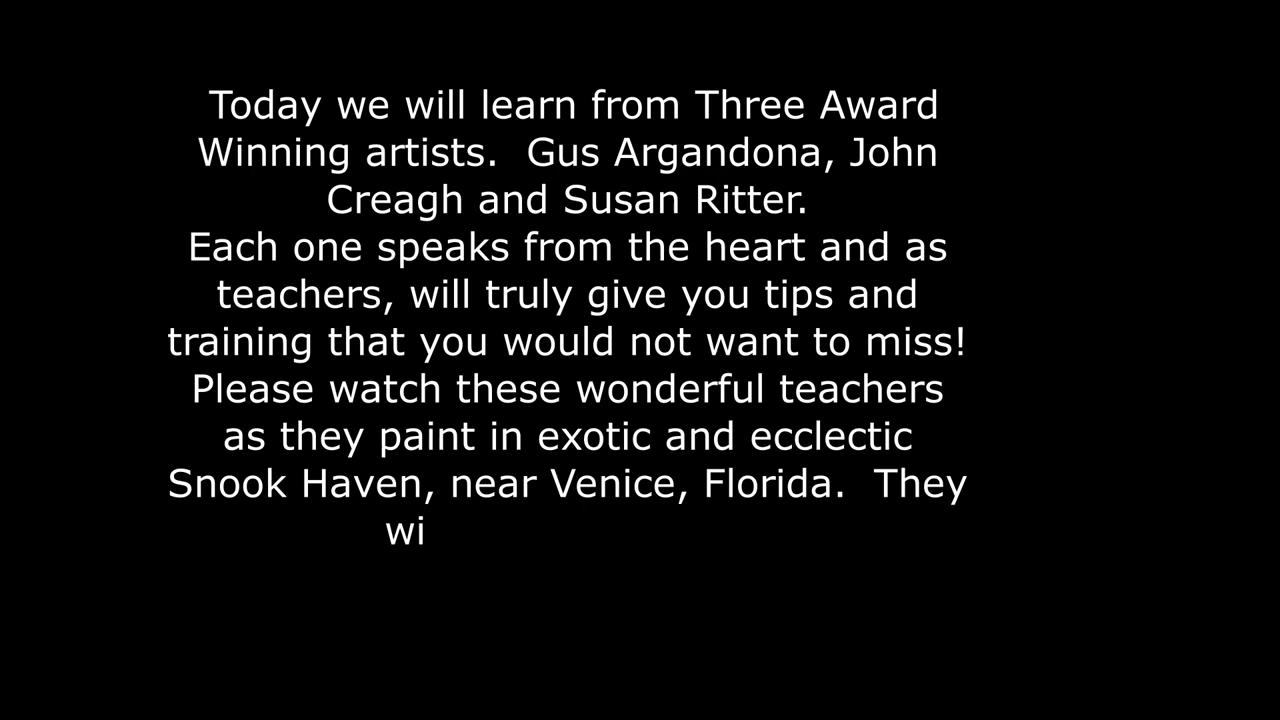 Today we will learn from Three Award
Winning artists.  Gus Argandona, John
Creagh and Susan Ritter.
Each one speaks from the heart and as
teachers, will truly give you tips and
training that you would not want to miss!
Please watch these wonderful teachers
as they paint in exotic and ecclectic
Snook Haven, near Venice, Florida.  They
wi